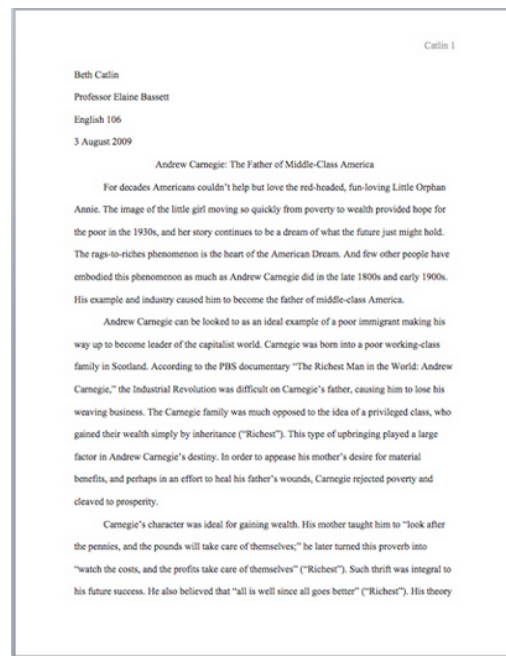 Catlin 1
Beth Catlin
Professor Elaine Bassett
English 106
3 August 2009
Andrew Carnegie: The Father of Middle-Class America
For decades Americans couldn't help but love the red-headed, fun-loving Little Orphan
Annie. The image of the little girl moving so quickly from poverty to wealth provided hope for
the poor in the 1930s, and her story continues to be a dream of what the future just might hold.
The rags-to-riches phenomenon is the heart of the American Dream. And few other people have
embodied this phenomenon as much as Andrew Carnegie did in the late 1800s and early 1900s.
His example and industry caused him to become the father of middle-class America.
Andrew Carnegie can be looked to as an ideal example of a poor immigrant making his
way up to become leader of the capitalist world. Carnegie was born into a poor working-class
family in Scotland. According to the PBS documentary “The Richest Man in the World: Andrew
Carnegie,” the Industrial Revolution was difficult on Carnegie's father, causing him to lose his
weaving business. The Carnegie family was much opposed to the idea of a privileged class, who
gained their wealth simply by inheritance (“Richest”). This type of upbringing played a large
factor in Andrew Carnegie's destiny. In order to appease his mother's desire for material
benefits, and perhaps in an effort to heal his father's wounds, Carnegie rejected poverty and
cleaved to prosperity.
Carnegie's character was ideal for gaining wealth. His mother taught him to “look after
the pennies, and the pounds will take care of themselves;” he later turned this proverb into
“watch the costs, and the profits take care of themselves” (“Richest”). Such thrift was integral to
his future success. He also believed that “all is well since all goes better” (“Richest”). His theory